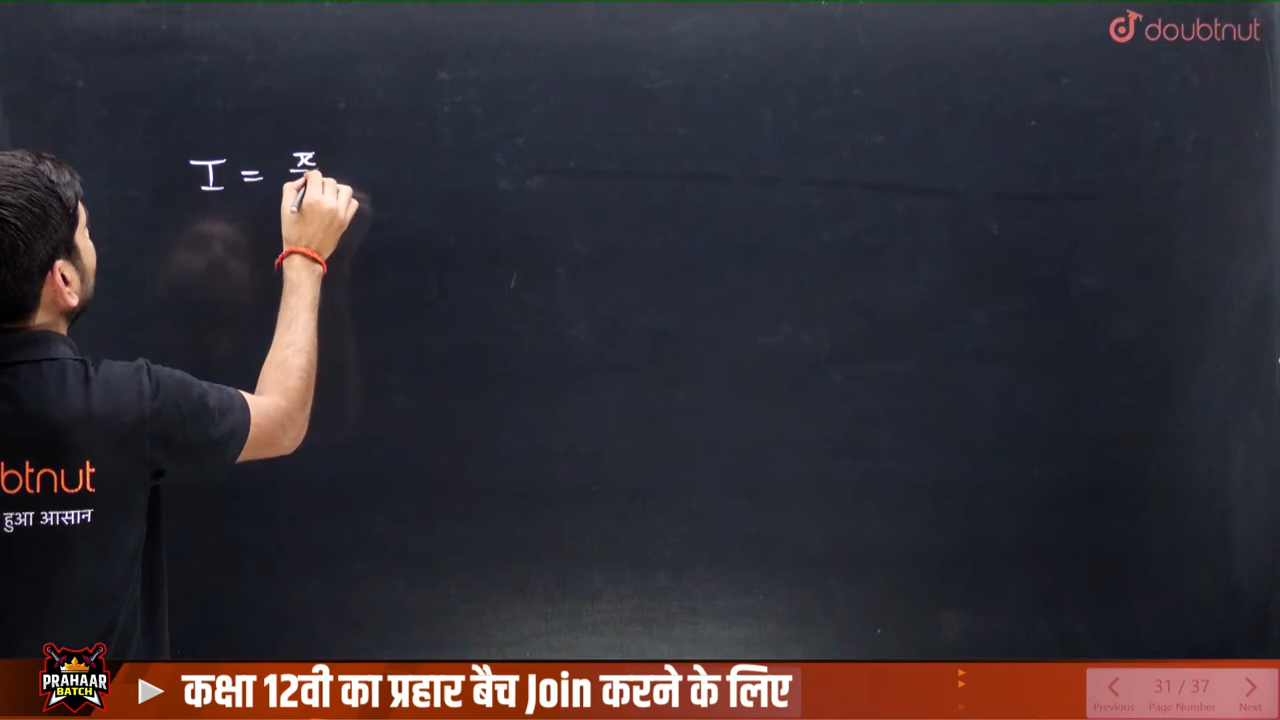 doubtnut
I = π
btnut
हुआ आसान
PRAHAAR
BATCH
कक्षा 12वी का प्रहार बैच Join करने के लिए
31 / 37
Previous Page Number Next